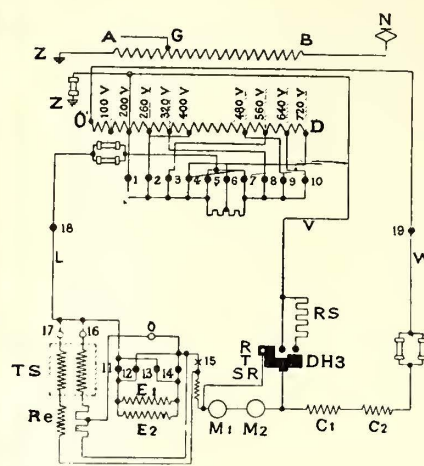 A G B N
Z
Z
O D
100 V 200 V 260 V 320 V 400 V 480 V 560 V 640 V 720 V
1 2 3 4 5 6 7 8 9 10
18 V 19
L W
RS
17 16 O
R
T
SR
DH3
15
TS
11 12 13 14
E1
E2
Re
M1 M2 C1 C2